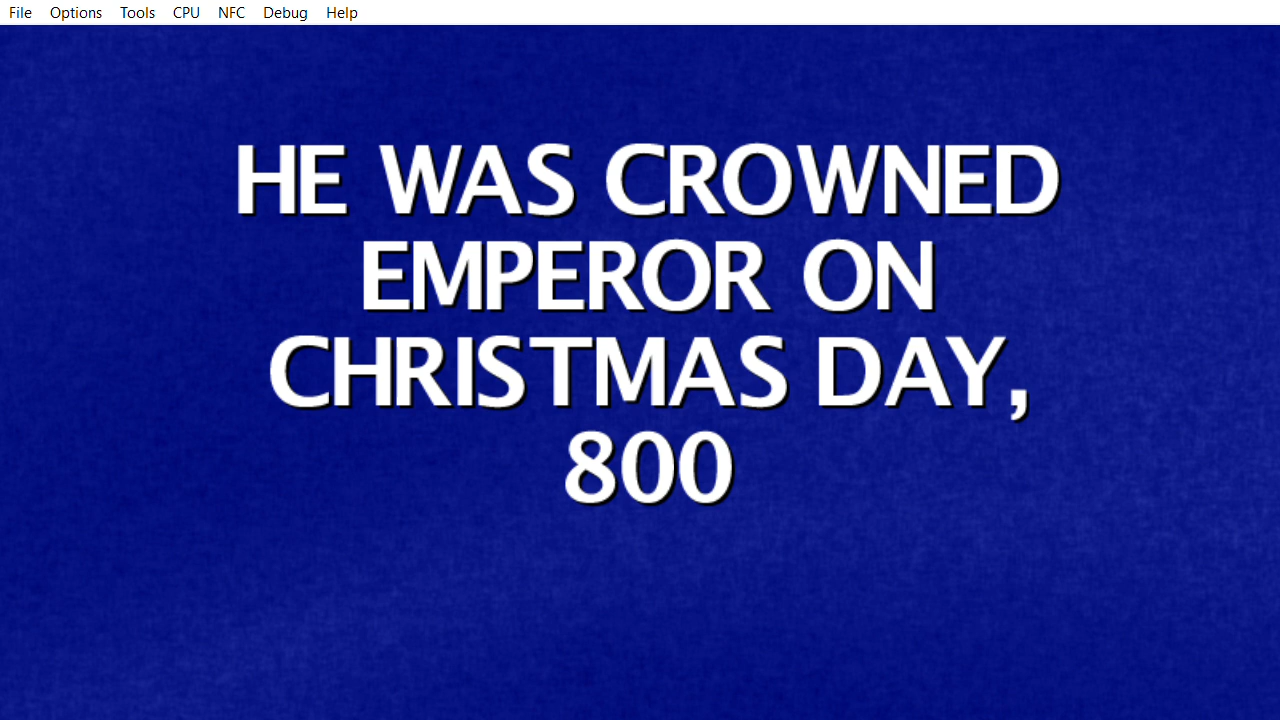 File Options Tools CPU NFC Debug Help
HE WAS CROWNED
EMPEROR ON
CHRISTMAS DAY,
800